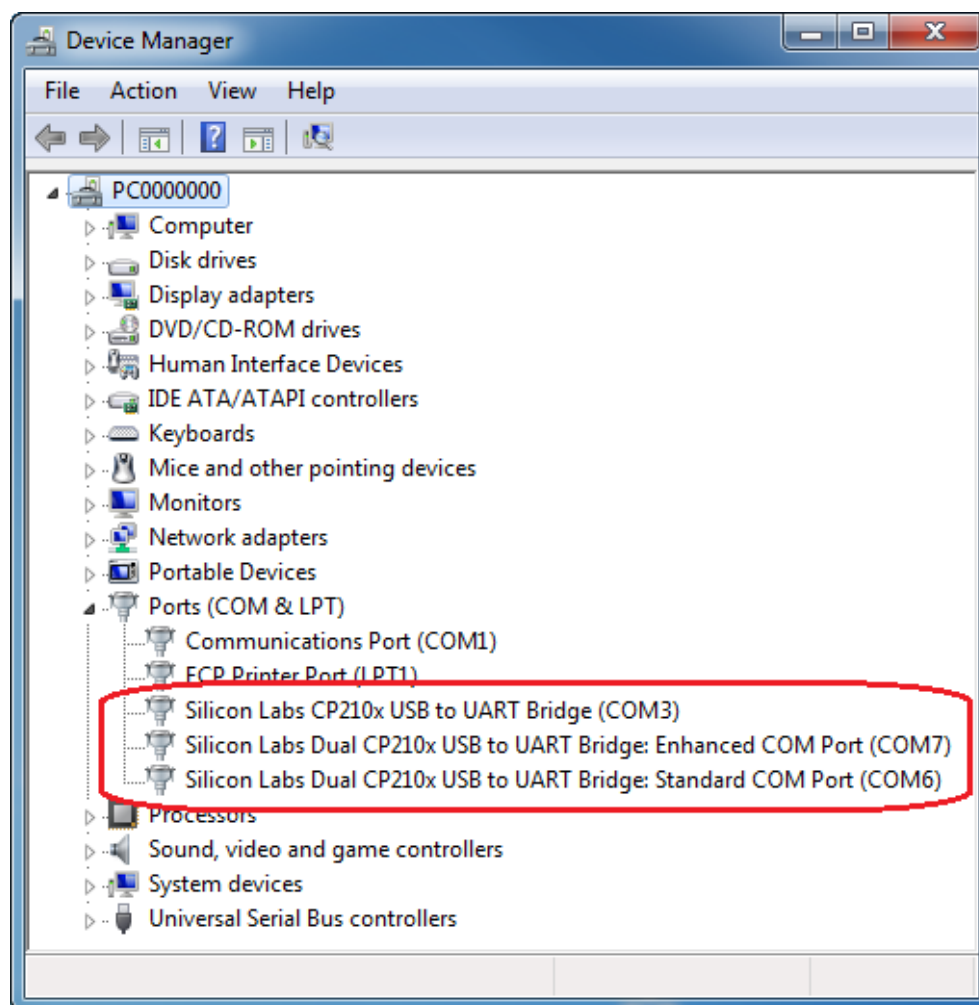 Device Manager
File Action View Help
PC0000000
Computer
Disk drives
Display adapters
DVD/CD-ROM drives
Human Interface Devices
IDE ATA/ATAPI controllers
Keyboards
Mice and other pointing devices
Monitors
Network adapters
Portable Devices
Ports (COM & LPT)
Communications Port (COM1)
ECP Printer Port (LPT1)
Silicon Labs CP210x USB to UART Bridge (COM3)
Silicon Labs Dual CP210x USB to UART Bridge: Enhanced COM Port (COM7)
Silicon Labs Dual CP210x USB to UART Bridge: Standard COM Port (COM6)
Processors
Sound, video and game controllers
System devices
Universal Serial Bus controllers